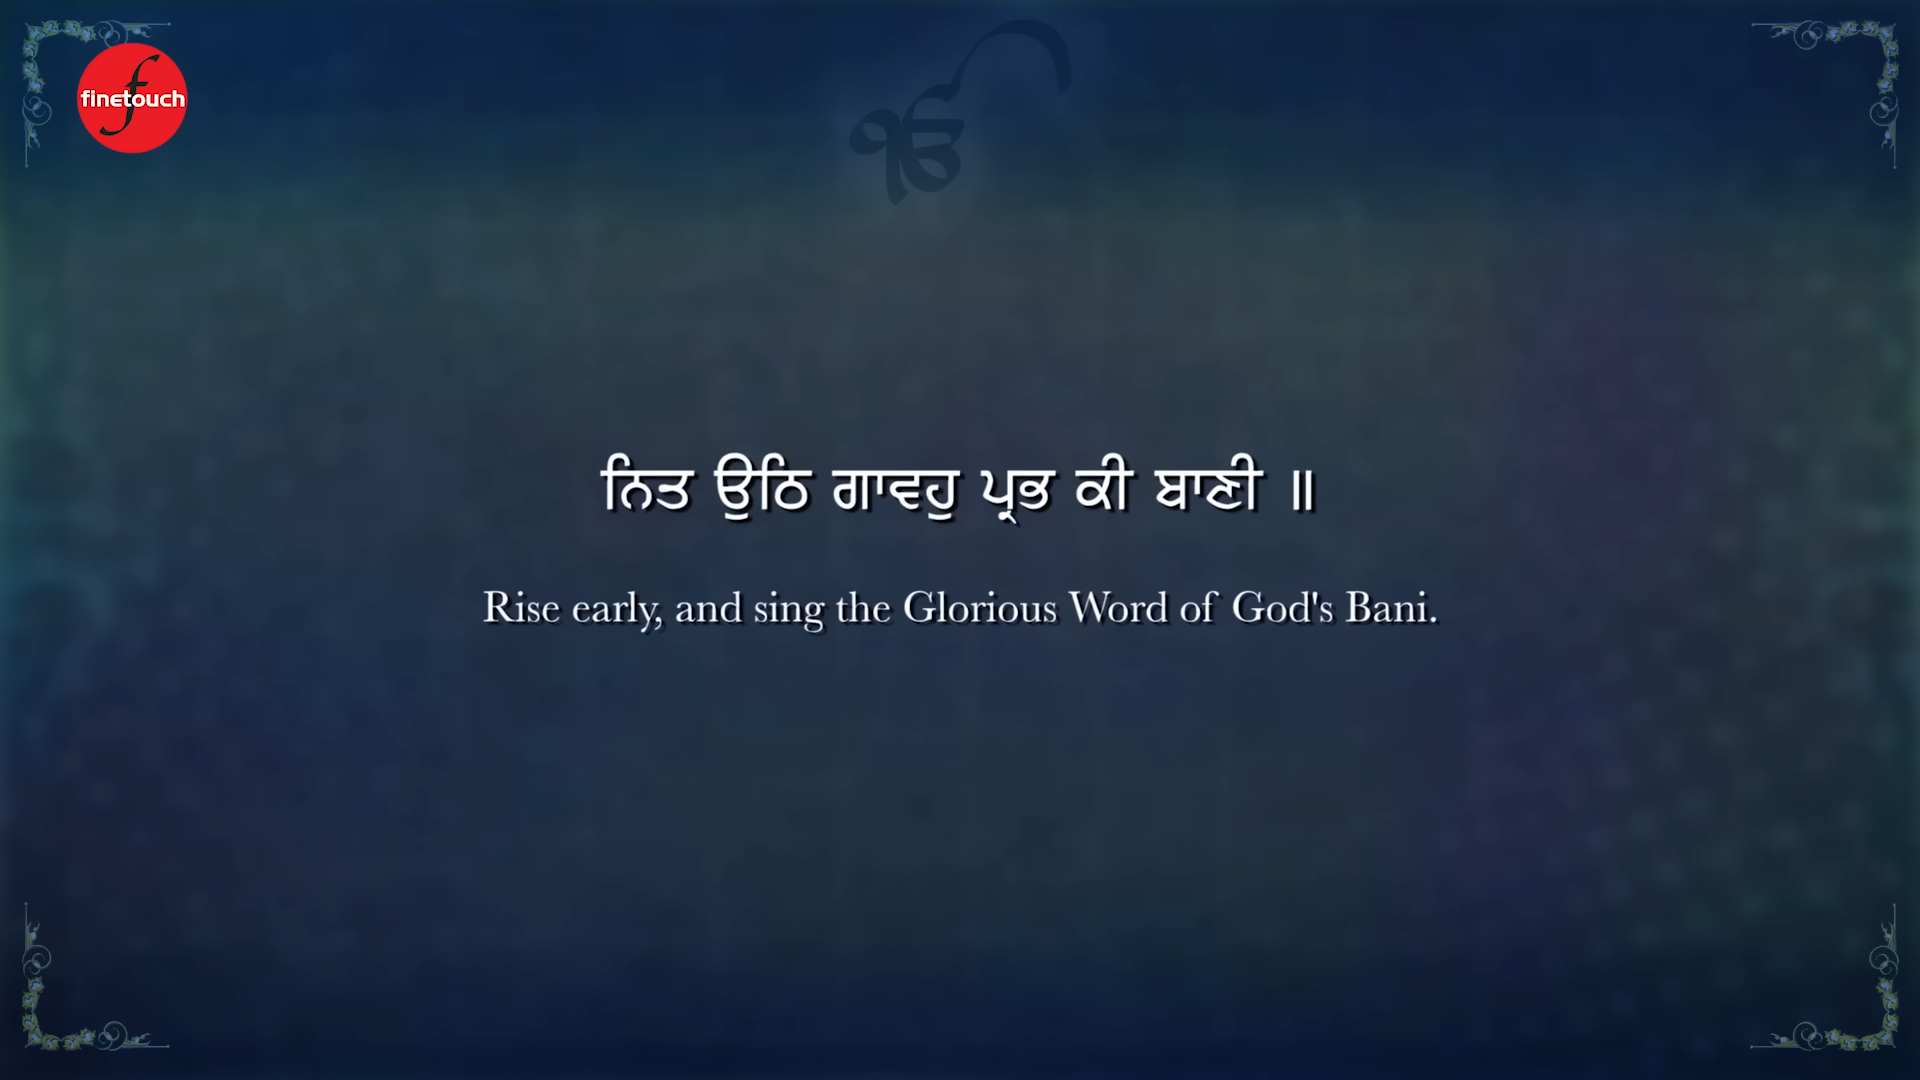 finetouch
ੴ
ਨਿਤ ਉਠਿ ਗਾਵਹੁ ਪ੍ਰਭ ਕੀ ਬਾਣੀ ॥
Rise early, and sing the Glorious Word of God's Bani.